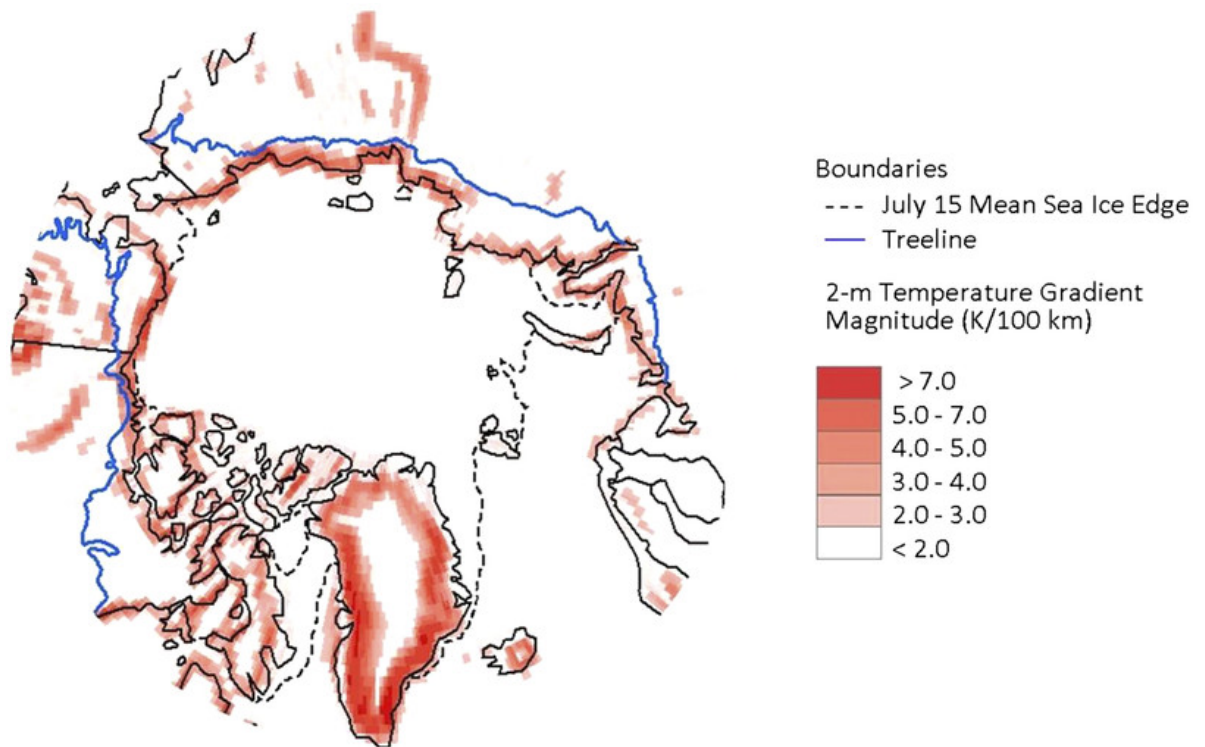 Boundaries
July 15 Mean Sea Ice Edge
Treeline
2-m Temperature Gradient
Magnitude (K/100 km)
> 7.0
5.0 - 7.0
4.0 - 5.0
3.0 - 4.0
2.0 - 3.0
< 2.0